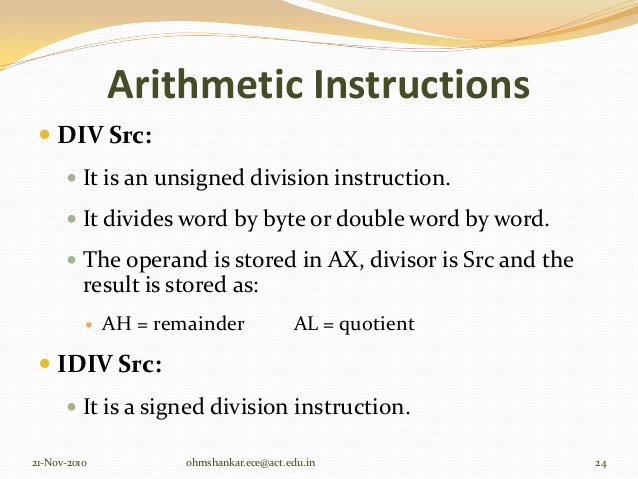 Arithmetic Instructions
DIV Src:
It is an unsigned division instruction.
It divides word by byte or double word by word.
The operand is stored in AX, divisor is Src and the
result is stored as:
AH = remainder AL = quotient
IDIV Src:
It is a signed division instruction.
21-Nov-2010 ohmshankar.ece@act.edu.in 24